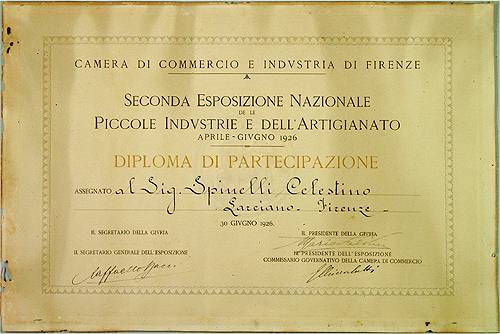 CAMERA DI COMMERCIO E INDVSTRIA DI FIRENZE
SECONDA ESPOSIZIONE NAZIONALE
DE LE
PICCOLE INDVSTRIE E DELL'ARTIGIANATO
APRILE-GIVGNO 1926
DIPLOMA DI PARTECIPAZIONE
ASSEGNATO al Sig. Spinelli Celestino
Larciano - Firenze -
30 GIVGNO 1926.
IL SEGRETARIO DELLA GIVRIA
IL PRESIDENTE DELLA GIVRIA
IL SEGRETARIO GENERALE DELL'ESPOSIZIONE
IL PRESIDENTE DELL'ESPOSIZIONE
COMMISSARIO GOVERNATIVO DELLA CAMERA DI COMMERCIO